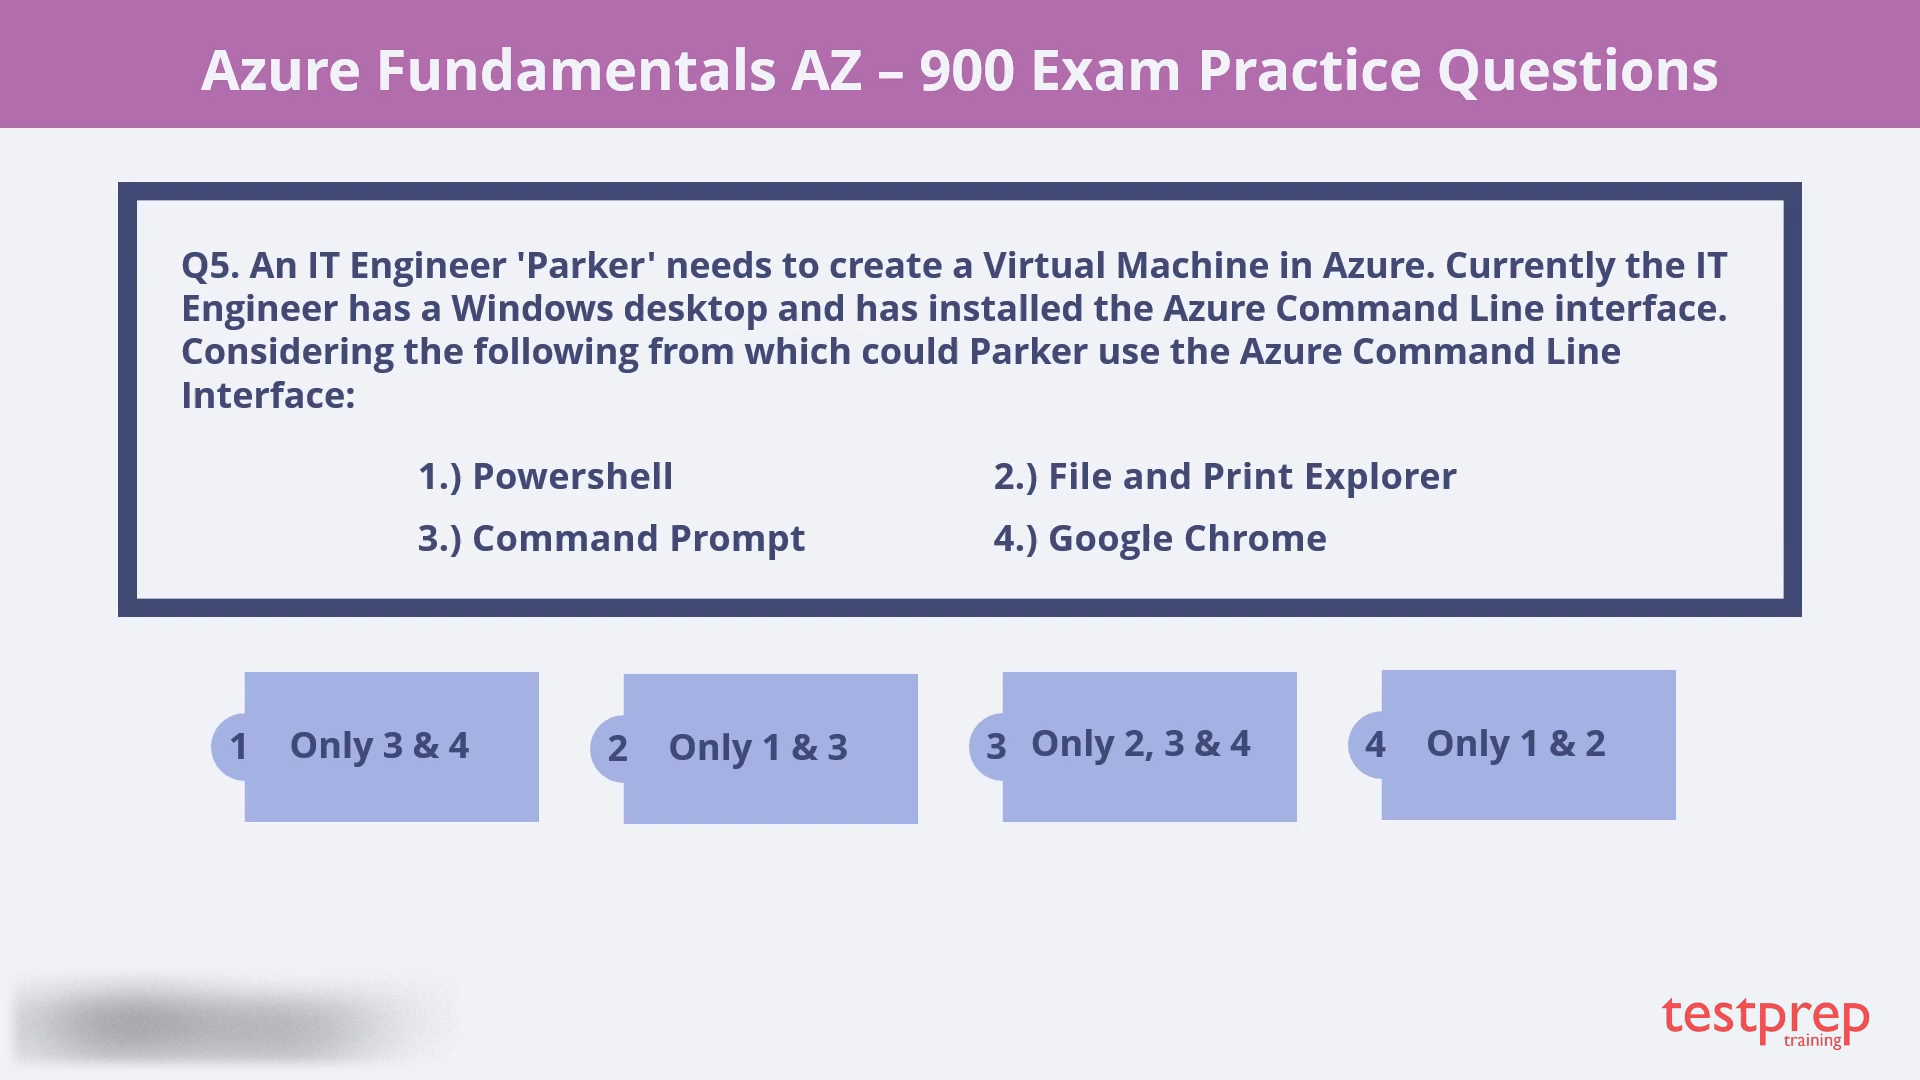 Azure Fundamentals AZ – 900 Exam Practice Questions
Q5. An IT Engineer 'Parker' needs to create a Virtual Machine in Azure. Currently the IT
Engineer has a Windows desktop and has installed the Azure Command Line interface.
Considering the following from which could Parker use the Azure Command Line
Interface:
1.) Powershell 2.) File and Print Explorer
3.) Command Prompt 4.) Google Chrome
1 Only 3 & 4
2 Only 1 & 3
3 Only 2, 3 & 4
4 Only 1 & 2
testprep
training